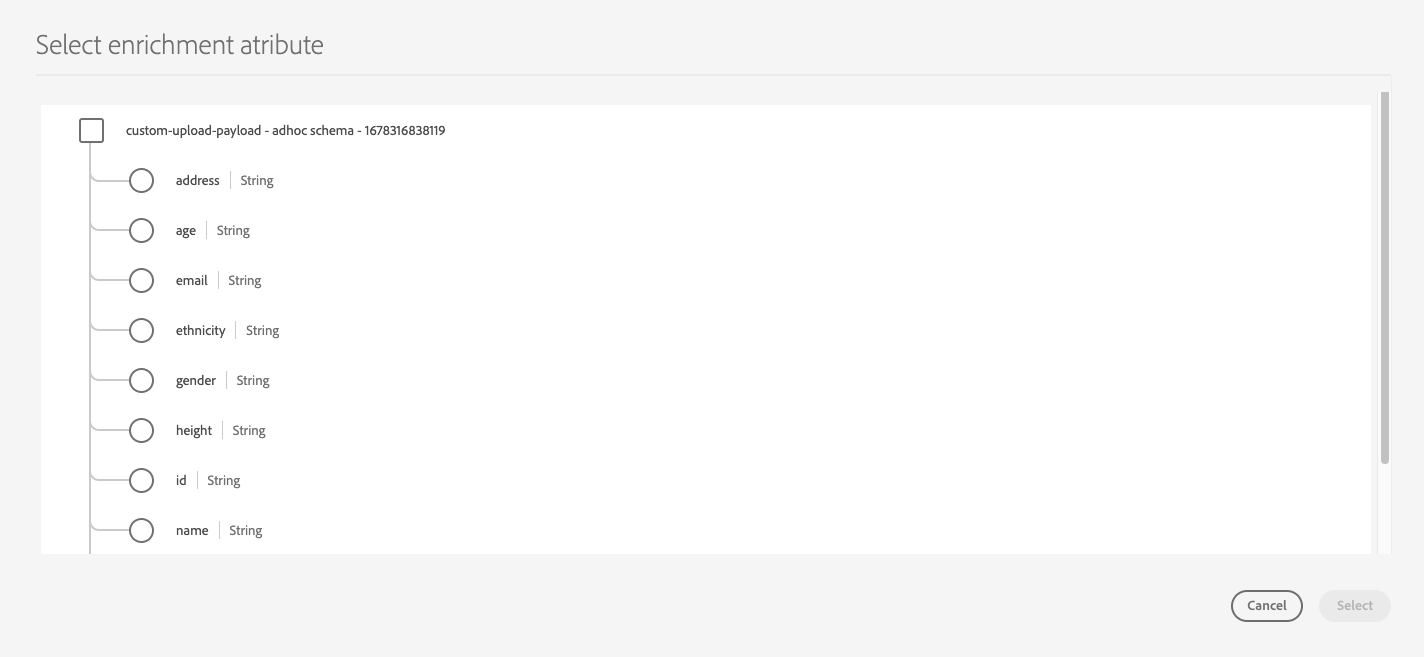 Select enrichment atribute
custom-upload-payload - adhoc schema - 1678316838119
address | String
age | String
email | String
ethnicity | String
gender | String
height | String
id | String
name | String
Cancel Select